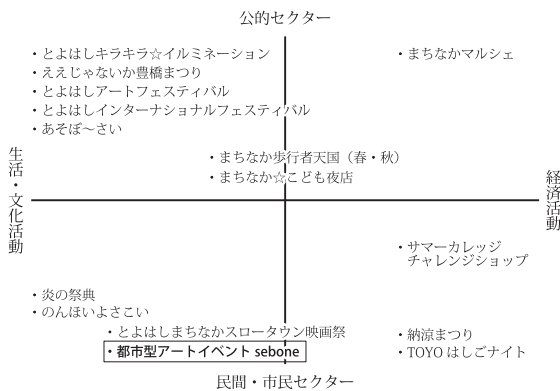 公的セクター
・とよはしキラキラ☆イルミネーション
・ええじゃないか豊橋まつり
・とよはしアートフェスティバル
・とよはしインターナショナルフェスティバル
・あそぼ〜さい
・まちなかマルシェ
・まちなか歩行者天国（春・秋）
・まちなか☆こども夜店
生活・文化活動
経済活動
・サマーカレッジ
チャレンジショップ
・炎の祭典
・のんほいよさこい
・とよはしまちなかスロータウン映画祭
・都市型アートイベント sebone
・納涼まつり
・TOYO はしごナイト
民間・市民セクター